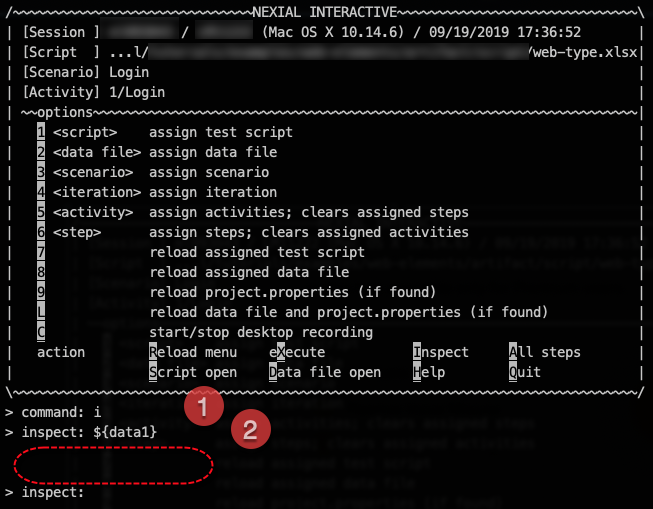 /~~~~~~~~~~~~~~~~~~~~~~~~~~~~~~NEXIAL INTERACTIVE~~~~~~~~~~~~~~~~~~~~~~~~~~~~~~\
| [Session ] / (Mac OS X 10.14.6) / 09/19/2019 17:36:52
| [Script  ] ...l/ /web-type.xlsx|
| [Scenario] Login |
| [Activity] 1/Login |
| ~~options~~~~~~~~~~~~~~~~~~~~~~~~~~~~~~~~~~~~~~~~~~~~~~~~~~~~~~~~~~~~~~~~~~~ |
| 1 <script> assign test script |
| 2 <data file> assign data file |
| 3 <scenario> assign scenario |
| 4 <iteration> assign iteration |
| 5 <activity> assign activities; clears assigned steps |
| 6 <step> assign steps; clears assigned activities |
| 7 reload assigned test script |
| 8 reload assigned data file |
| 9 reload project.properties (if found) |
| L reload data file and project.properties (if found) |
| C start/stop desktop recording |
| action Reload menu eXecute Inspect All steps |
| Script open Data file open Help Quit |
\~~~~~~~~~~~~~~~~~~~~~~~~~~~~~~~~~~~~~~~~~~~~~~~~~~~~~~~~~~~~~~~~~~~~~~~~~~~~~~/
> command: i
1
> inspect: ${data1}
2
> inspect: